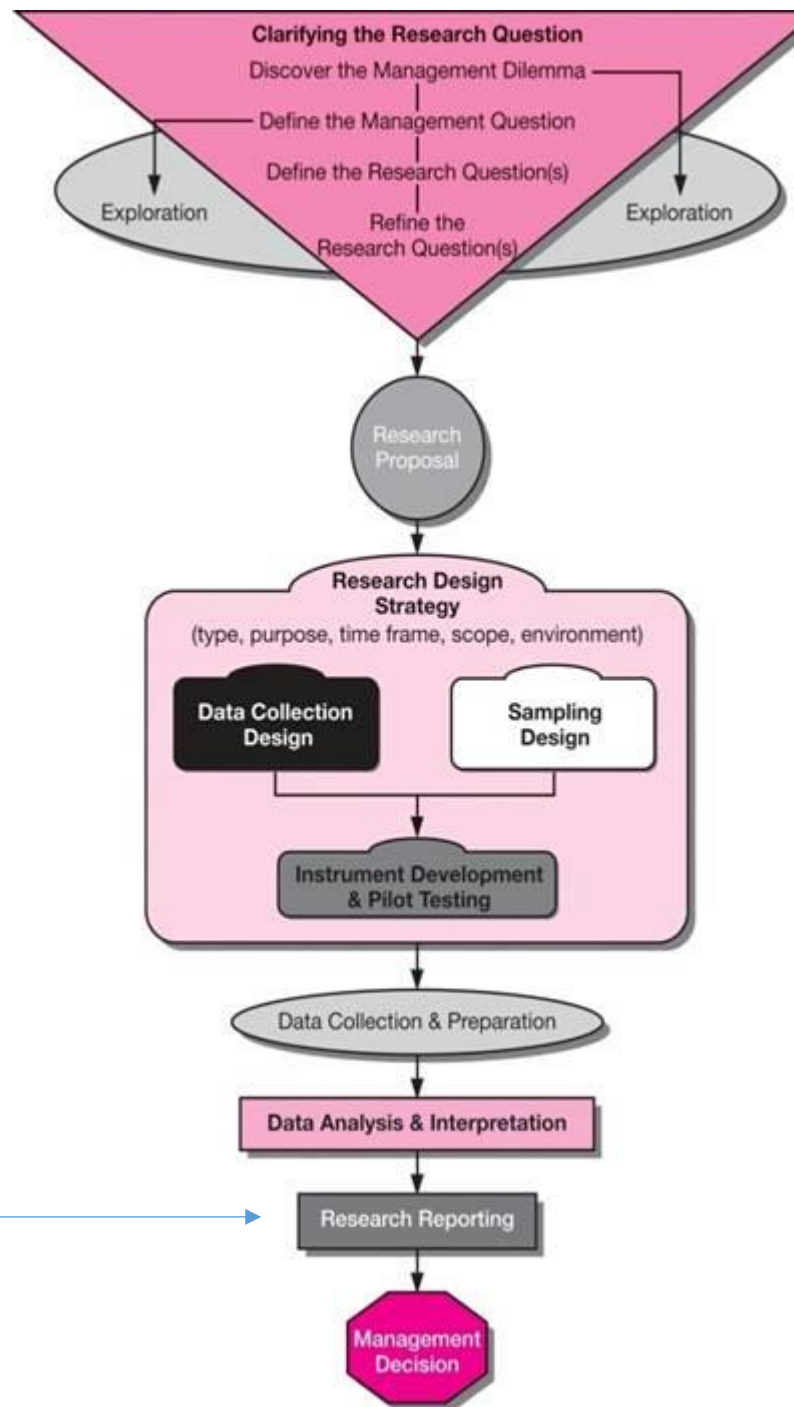 Clarifying the Research Question
Discover the Management Dilemma
Define the Management Question
Define the Research Question(s)
Exploration
Exploration
Refine the
Research Question(s)
Research
Proposal
Research Design
Strategy
(type, purpose, time frame, scope, environment)
Data Collection
Design
Sampling
Design
Instrument Development
& Pilot Testing
Data Collection & Preparation
Data Analysis & Interpretation
Research Reporting
Management
Decision